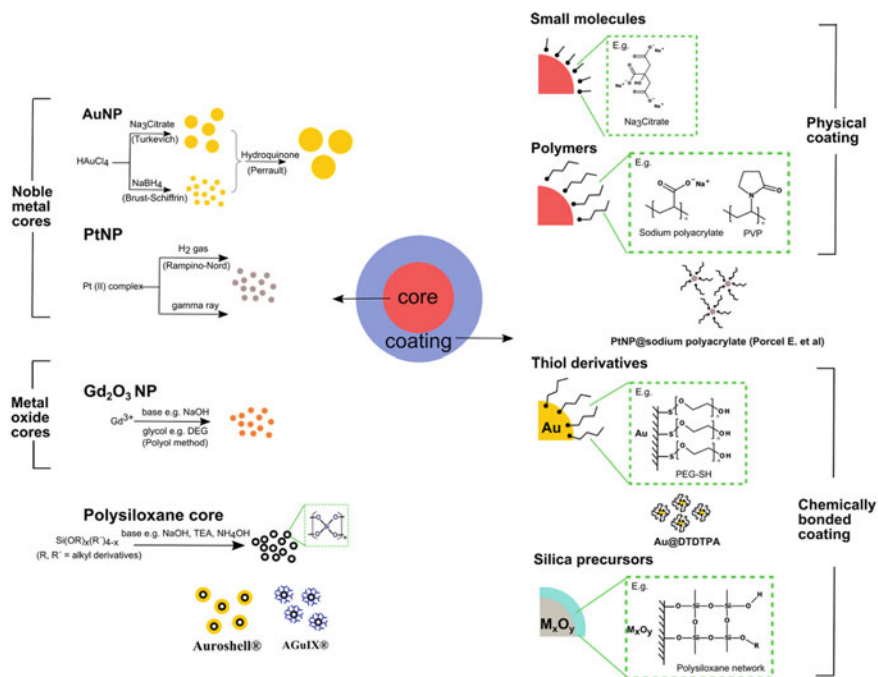 Noble
metal
cores
AuNP
HAuCl4
Na3Citrate
(Turkevich)
NaBH4
(Brust-Schiffrin)
Hydroquinone
(Perrault)
PtNP
Pt (II) complex
H2 gas
(Rampino-Nord)
gamma ray
Metal
oxide
cores
Gd2O3 NP
Gd3+
base e.g. NaOH
glycol e.g. DEG
(Polyol method)
Polysiloxane core
Si(OR)x(R´)4-x
base e.g. NaOH, TEA, NH4OH
(R, R´ = alkyl derivatives)
Auroshell®
AGuIX®
core
coating
Small molecules
E.g.
Na3Citrate
Polymers
E.g.
Sodium polyacrylate
PVP
PtNP@sodium polyacrylate (Porcel E. et al)
Physical
coating
Thiol derivatives
Au
E.g.
Au
PEG-SH
Au@DTDTPA
Silica precursors
MxOy
E.g.
MxOy
Polysiloxane network
Chemically
bonded
coating